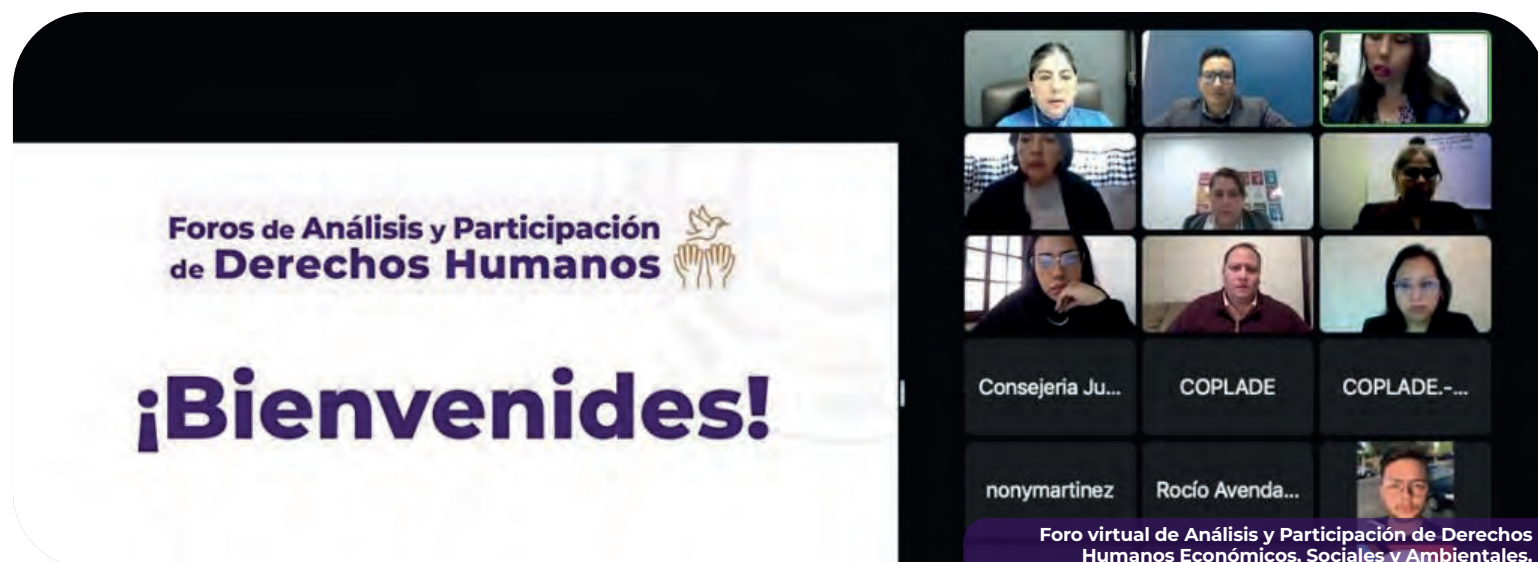 Foros de Análisis y Participación
de Derechos Humanos
¡Bienvenides!
Consejeria Ju...
COPLADE
COPLADE.-...
nonymartinez
Rocío Avenda...
Foro virtual de Análisis y Participación de Derechos
Humanos Económicos, Sociales y Ambientales.